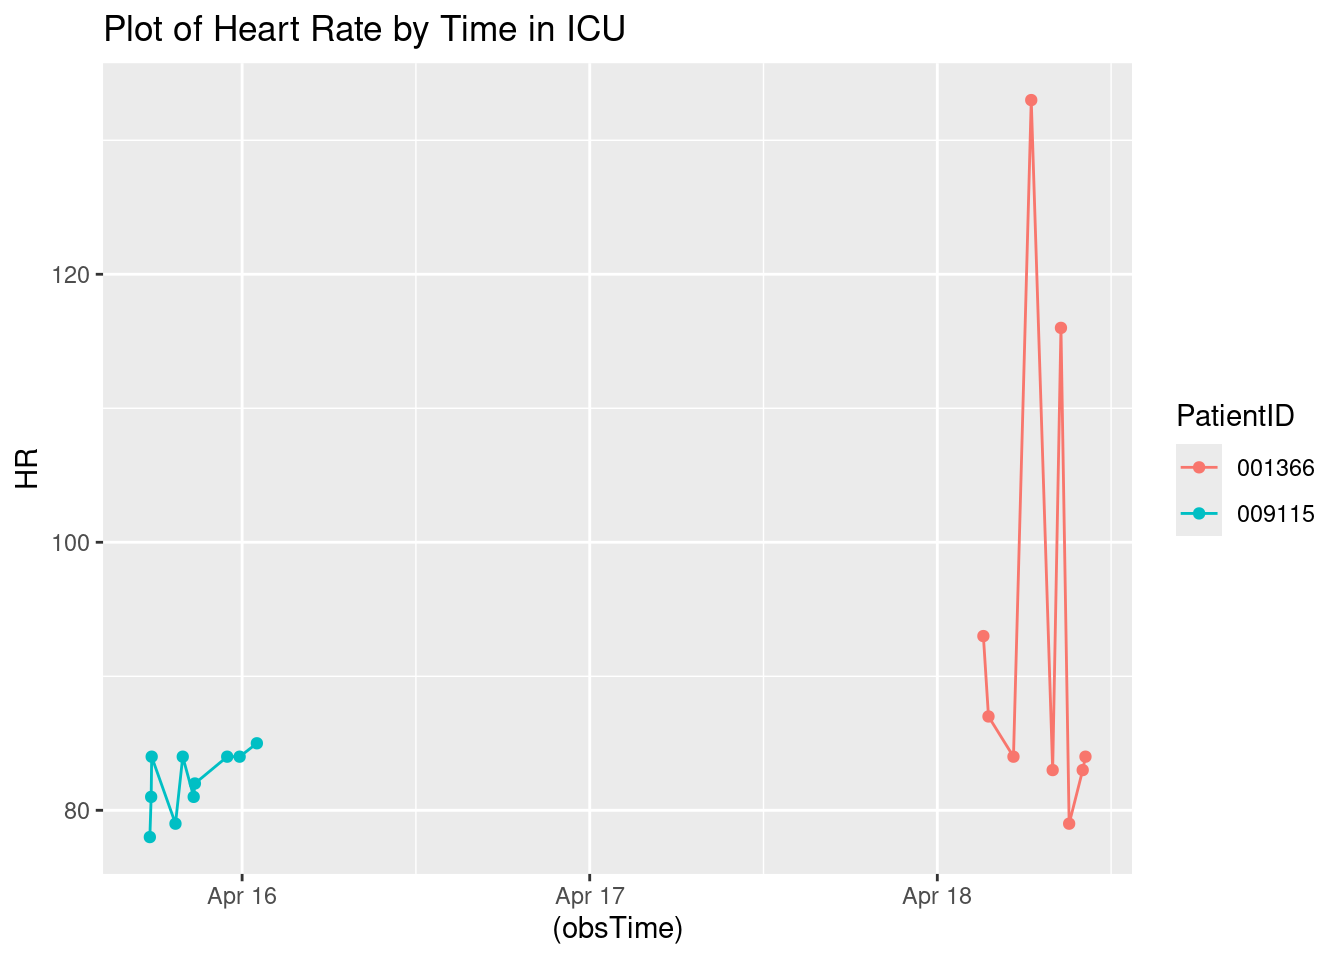 Plot of Heart Rate by Time in ICU
HR
120
100
80
Apr 16
Apr 17
Apr 18
(obsTime)
PatientID
001366
009115